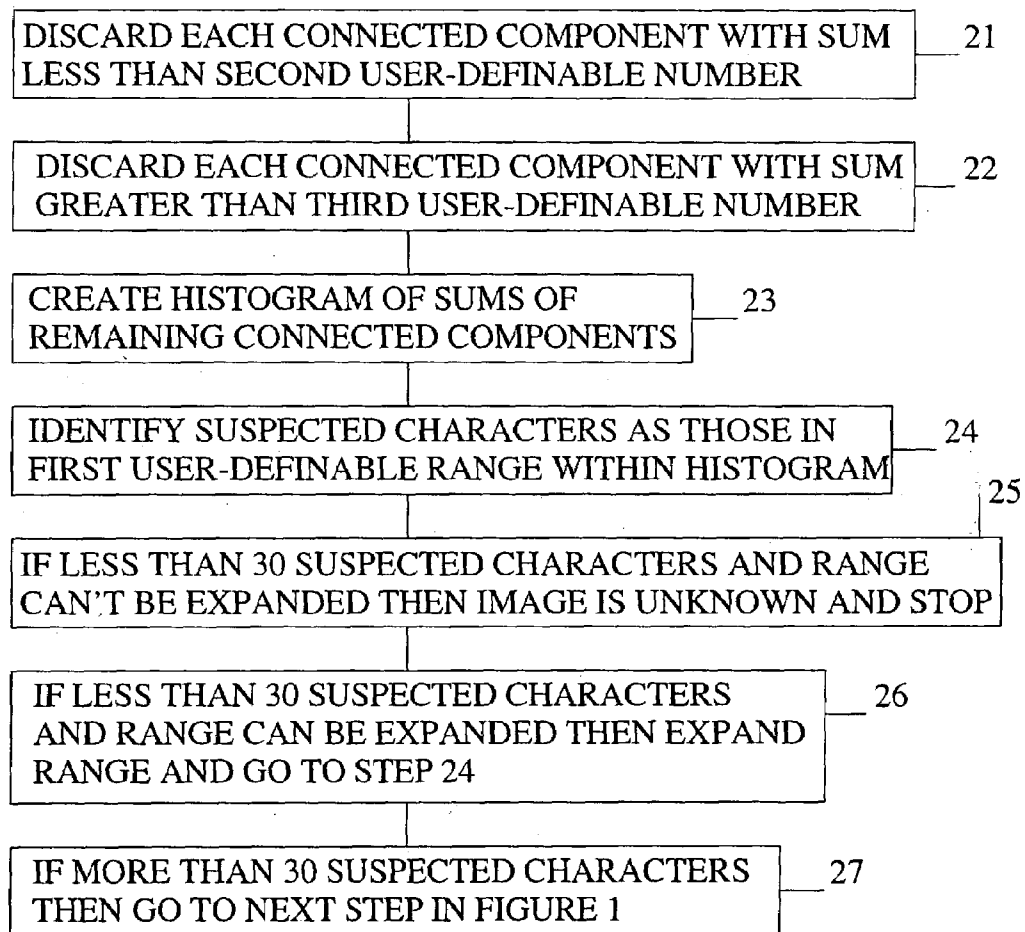 DISCARD EACH CONNECTED COMPONENT WITH SUM
LESS THAN SECOND USER-DEFINABLE NUMBER
21
DISCARD EACH CONNECTED COMPONENT WITH SUM
GREATER THAN THIRD USER-DEFINABLE NUMBER
22
CREATE HISTOGRAM OF SUMS OF
REMAINING CONNECTED COMPONENTS
23
IDENTIFY SUSPECTED CHARACTERS AS THOSE IN
FIRST USER-DEFINABLE RANGE WITHIN HISTOGRAM
24
25
IF LESS THAN 30 SUSPECTED CHARACTERS AND RANGE
CAN'T BE EXPANDED THEN IMAGE IS UNKNOWN AND STOP
IF LESS THAN 30 SUSPECTED CHARACTERS
AND RANGE CAN BE EXPANDED THEN EXPAND
RANGE AND GO TO STEP 24
26
IF MORE THAN 30 SUSPECTED CHARACTERS
THEN GO TO NEXT STEP IN FIGURE 1
27